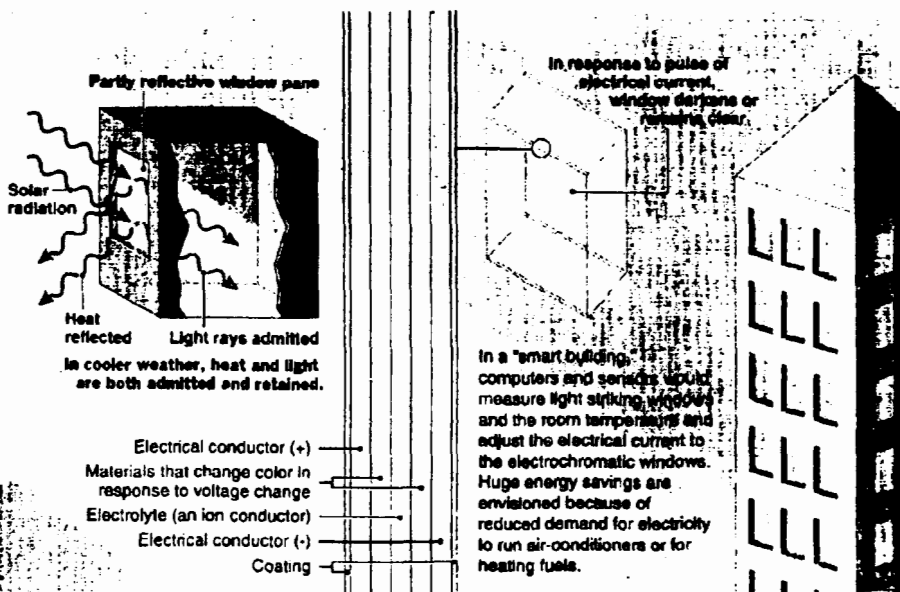 Partly reflective window pane
Solar
radiation
Heat
reflected
Light rays admitted
In cooler weather, heat and light
are both admitted and retained.
In response to pulse of
electrical current,
window darkens or
remains clear.
Electrical conductor (+)
Materials that change color in
response to voltage change
Electrolyte (an ion conductor)
Electrical conductor (-)
Coating
In a "smart building,"
computers and sensors would
measure light striking windows
and the room temperature and
adjust the electrical current to
the electrochromatic windows.
Huge energy savings are
envisioned because of
reduced demand for electricity
to run air-conditioners or for
heating fuels.